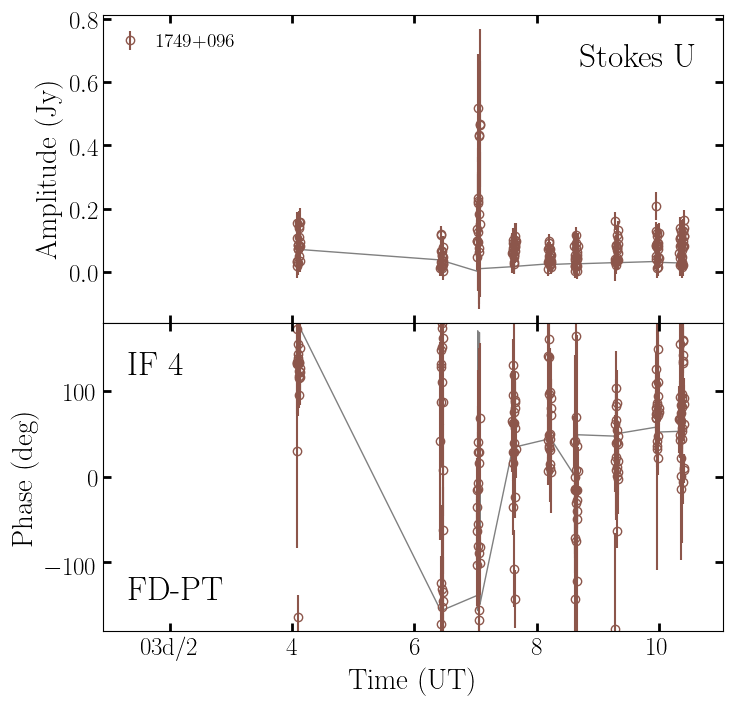 1749+096
Stokes U
0.8
0.6
0.4
0.2
0.0
Amplitude (Jy)
IF 4
100
0
−100
Phase (deg)
FD-PT
03d/2 4 6 8 10
Time (UT)